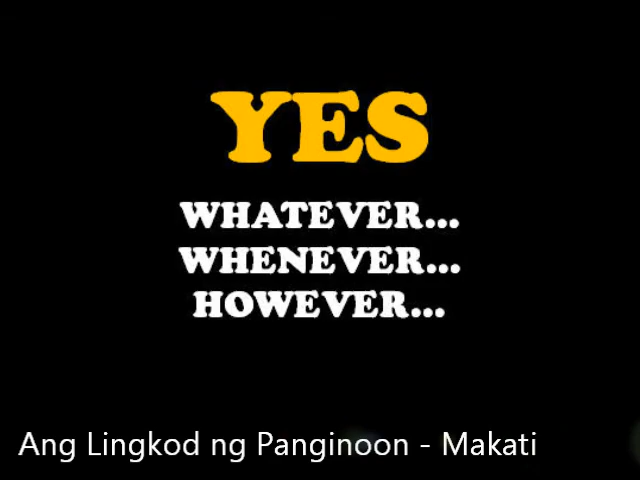 YES
WHATEVER...
WHENEVER...
HOWEVER...
Ang Lingkod ng Panginoon - Makati